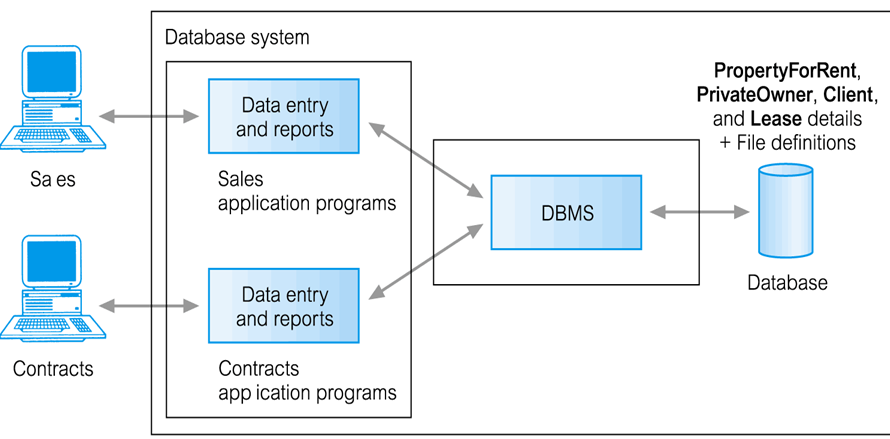 Database system
PropertyForRent,
PrivateOwner, Client,
and Lease details
+ File definitions
Data entry
and reports
Sa es
Sales
application programs
DBMS
Data entry
and reports
Database
Contracts
Contracts
app ication programs